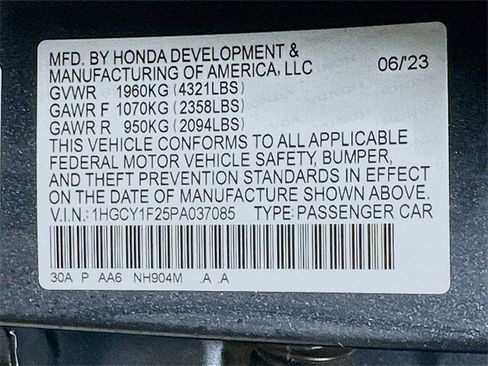 MFD. BY HONDA DEVELOPMENT & 06/'23
MANUFACTURING OF AMERICA, LLC
GVWR 1960KG (4321LBS)
GAWR F 1070KG (2358LBS)
GAWR R 950KG (2094LBS)
THIS VEHICLE CONFORMS TO ALL APPLICABLE
FEDERAL MOTOR VEHICLE SAFETY, BUMPER,
AND THEFT PREVENTION STANDARDS IN EFFECT
ON THE DATE OF MANUFACTURE SHOWN ABOVE.
V.I.N.: 1HGCY1F25PA037085 TYPE: PASSENGER CAR
30A P AA6 NH904M .A .A